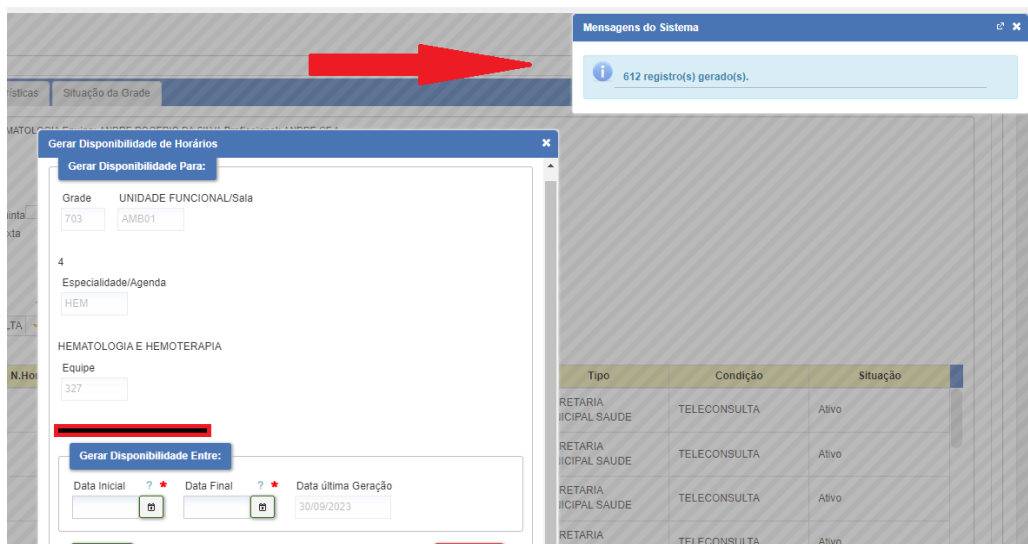 Mensagens do Sistema
612 registro(s) gerado(s).
rísticas
Situação da Grade
Gerar Disponibilidade de Horários
Gerar Disponibilidade Para:
Grade
UNIDADE FUNCIONAL/Sala
703
AMB01
inta
xta
4
Especialidade/Agenda
HEM
LTA
HEMATOLOGIA E HEMOTERAPIA
Equipe
327
N.Hor
Tipo
Condição
Situação
RETARIA
ICIPAL SAUDE
TELECONSULTA
Ativo
RETARIA
ICIPAL SAUDE
TELECONSULTA
Ativo
Gerar Disponibilidade Entre:
Data Inicial ? *
Data Final ? *
Data última Geração
30/09/2023
RETARIA
ICIPAL SAUDE
TELECONSULTA
Ativo
RETARIA
TELECONSULTA
Ativo